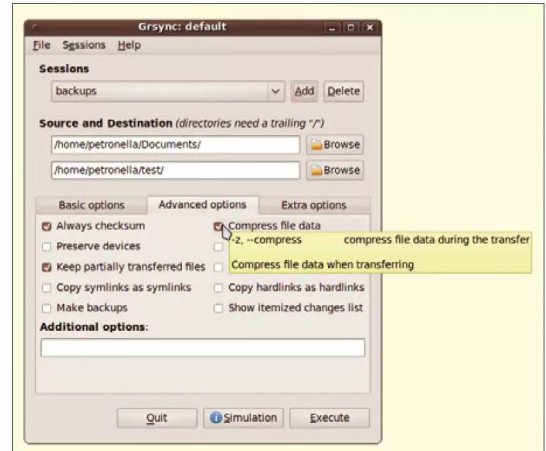 Grsync: default
File Sessions Help
Sessions
backups
Add Delete
Source and Destination (directories need a trailing "/")
/home/petronella/Documents/ Browse
/home/petronella/test/ Browse
Basic options Advanced options Extra options
Always checksum Compress file data
-z, --compress compress file data during the transfer
Preserve devices
Compress file data when transferring
Keep partially transferred files
Copy symlinks as symlinks Copy hardlinks as hardlinks
Make backups Show itemized changes list
Additional options:
Quit Simulation Execute